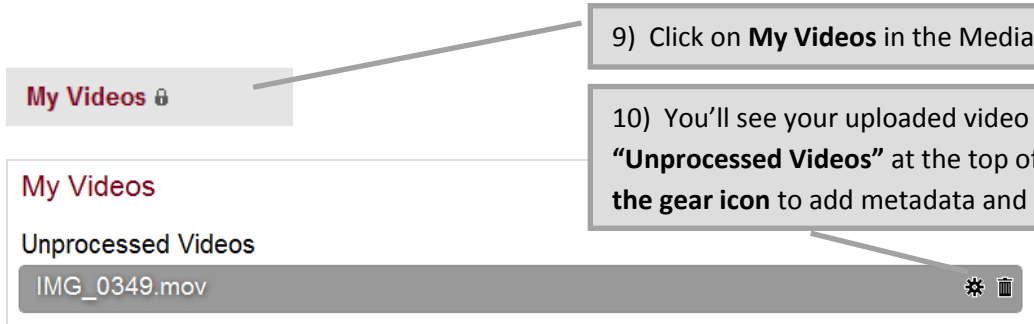 9) Click on My Videos in the Media
My Videos
10) You’ll see your uploaded video
“Unprocessed Videos” at the top of
the gear icon to add metadata and
My Videos
Unprocessed Videos
IMG_0349.mov